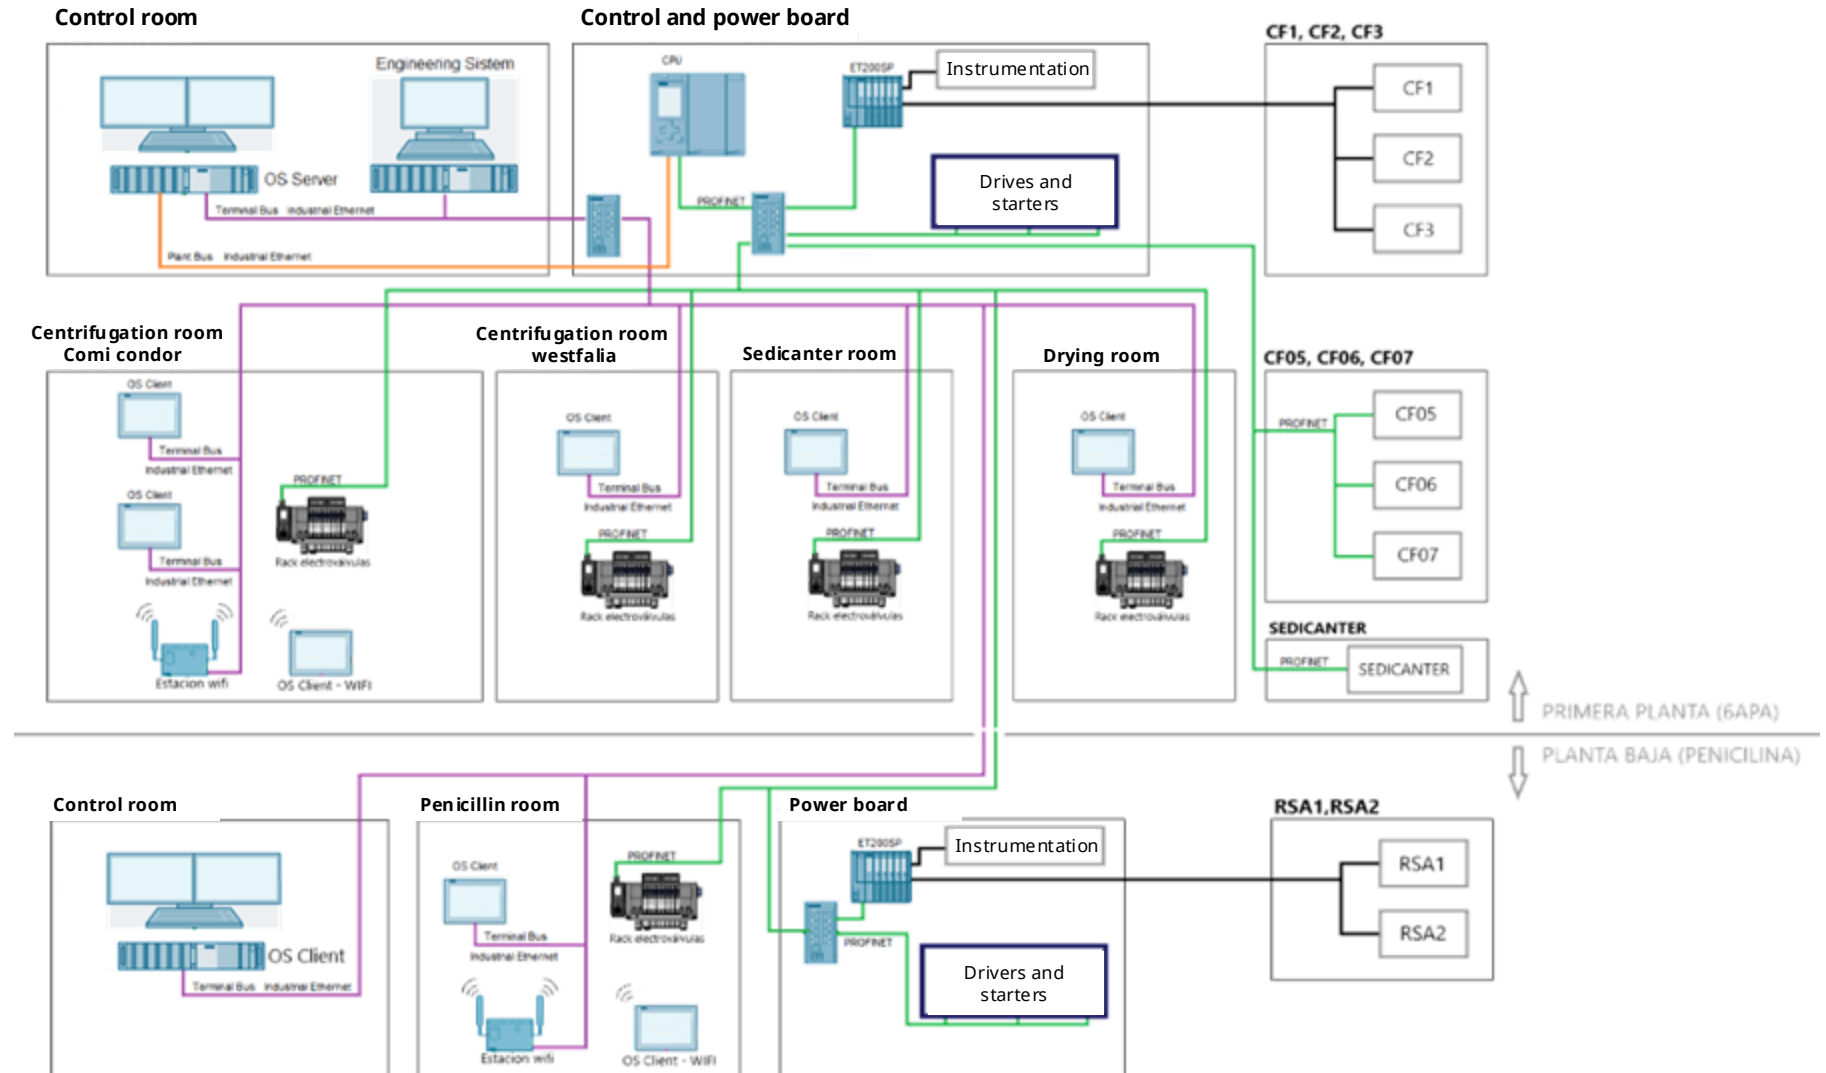 Control room
Control and power board
CF1, CF2, CF3
Engineering Sistem
OS Server
Terminal Bus Industrial Ethernet
Plant Bus Industrial Ethernet
CPU
ET200SP
Instrumentation
PROFINET
Drives and
starters
CF1
CF2
CF3
Centrifugation room
Comi condor
OS Client
Terminal Bus
Industrial Ethernet
OS Client
Terminal Bus
Industrial Ethernet
PROFINET
Rack electroválvulas
Estacion wifi
OS Client - WIFI
Centrifugation room
westfalia
OS Client
Terminal Bus
Industrial Ethernet
PROFINET
Rack electroválvulas
Sedicanter room
OS Client
Terminal Bus
Industrial Ethernet
PROFINET
Rack electroválvulas
Drying room
OS Client
Terminal Bus
Industrial Ethernet
PROFINET
Rack electroválvulas
CF05, CF06, CF07
PROFINET
CF05
CF06
CF07
SEDICANTER
PROFINET
SEDICANTER
PRIMERA PLANTA (6APA)
PLANTA BAJA (PENICILINA)
Control room
OS Client
Terminal Bus Industrial Ethernet
Penicillin room
OS Client
Terminal Bus
Industrial Ethernet
PROFINET
Rack electroválvulas
Estacion wifi
OS Client - WIFI
Power board
ET200SP
Instrumentation
PROFINET
Drivers and
starters
RSA1,RSA2
RSA1
RSA2